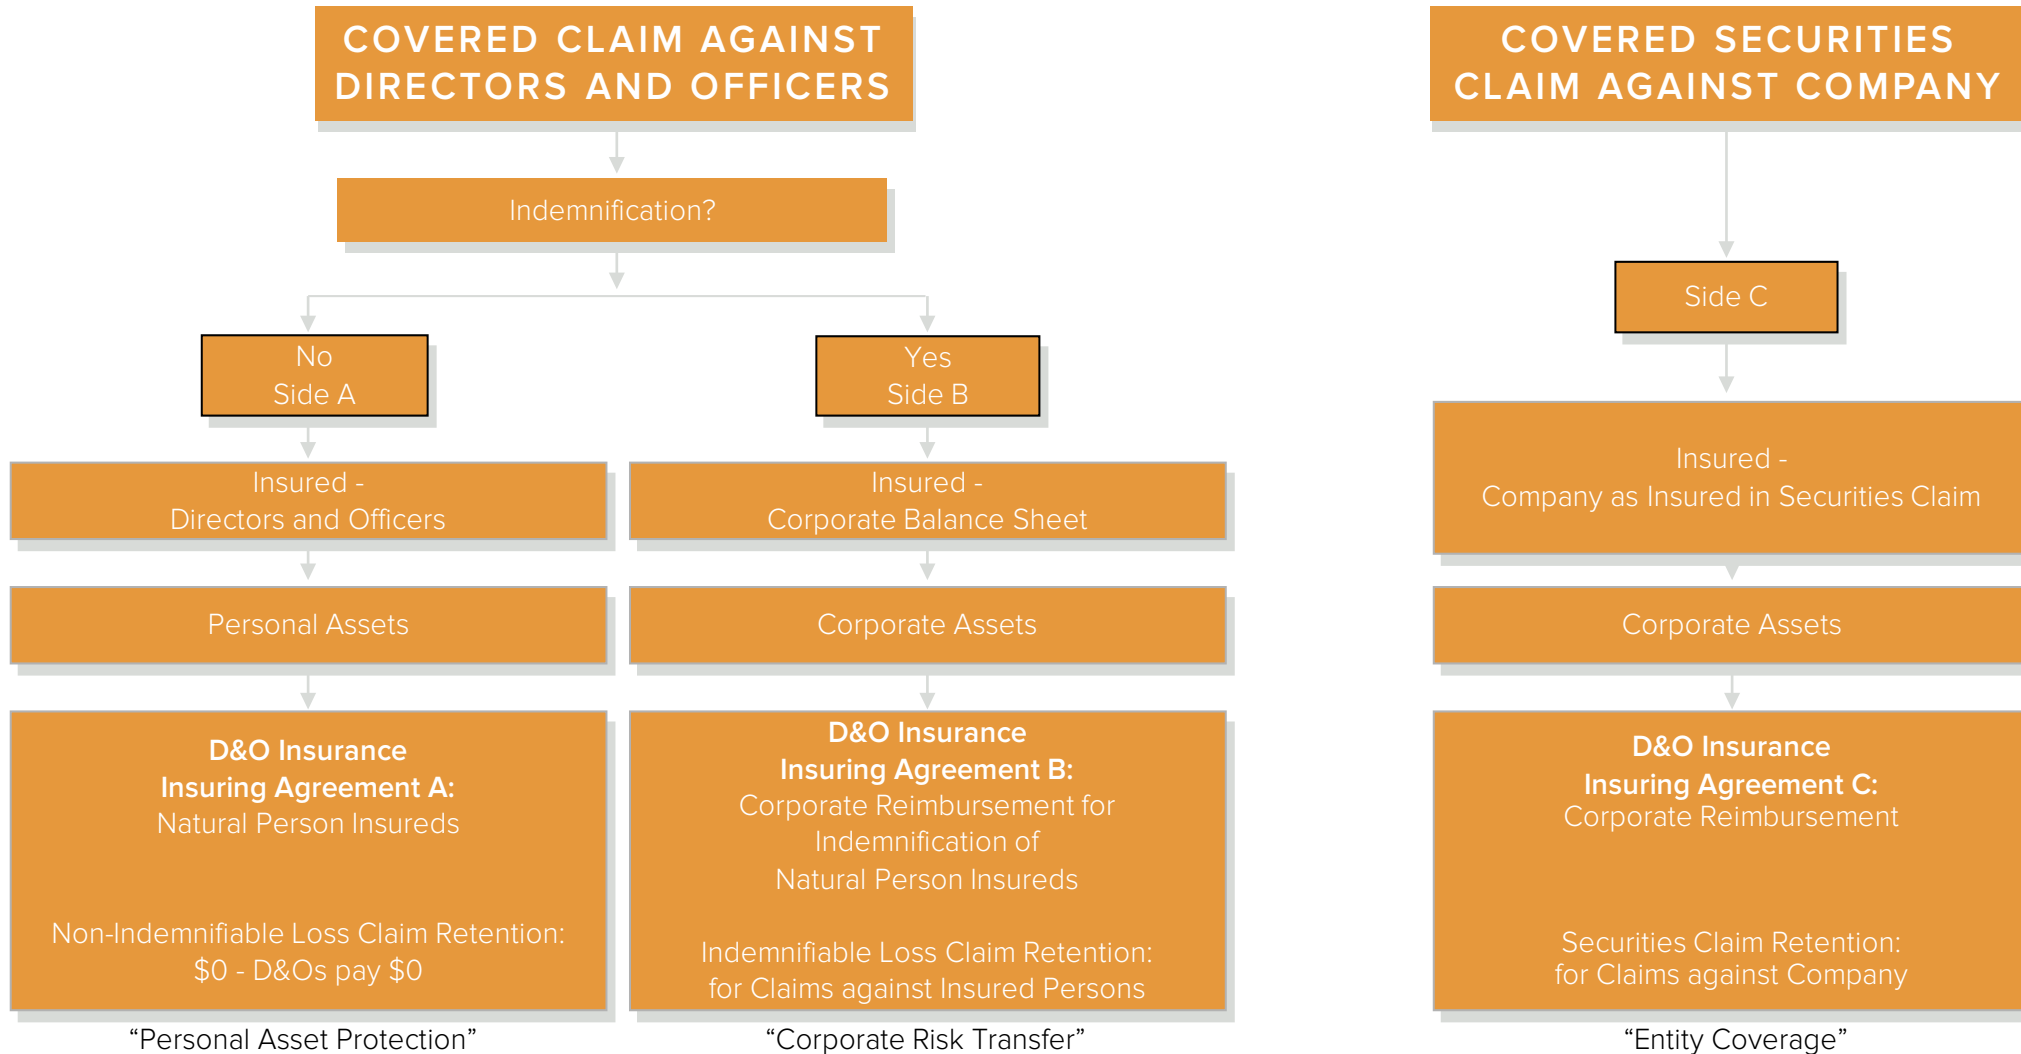 COVERED CLAIM AGAINST
DIRECTORS AND OFFICERS
Indemnification?
No
Side A
Insured -
Directors and Officers
Personal Assets
D&O Insurance
Insuring Agreement A:
Natural Person Insureds
Non-Indemnifiable Loss Claim Retention:
$0 - D&Os pay $0
“Personal Asset Protection”
Yes
Side B
Insured -
Corporate Balance Sheet
Corporate Assets
D&O Insurance
Insuring Agreement B:
Corporate Reimbursement for
Indemnification of
Natural Person Insureds
Indemnifiable Loss Claim Retention:
for Claims against Insured Persons
“Corporate Risk Transfer”
COVERED SECURITIES
CLAIM AGAINST COMPANY
Side C
Insured -
Company as Insured in Securities Claim
Corporate Assets
D&O Insurance
Insuring Agreement C:
Corporate Reimbursement
Securities Claim Retention:
for Claims against Company
“Entity Coverage”